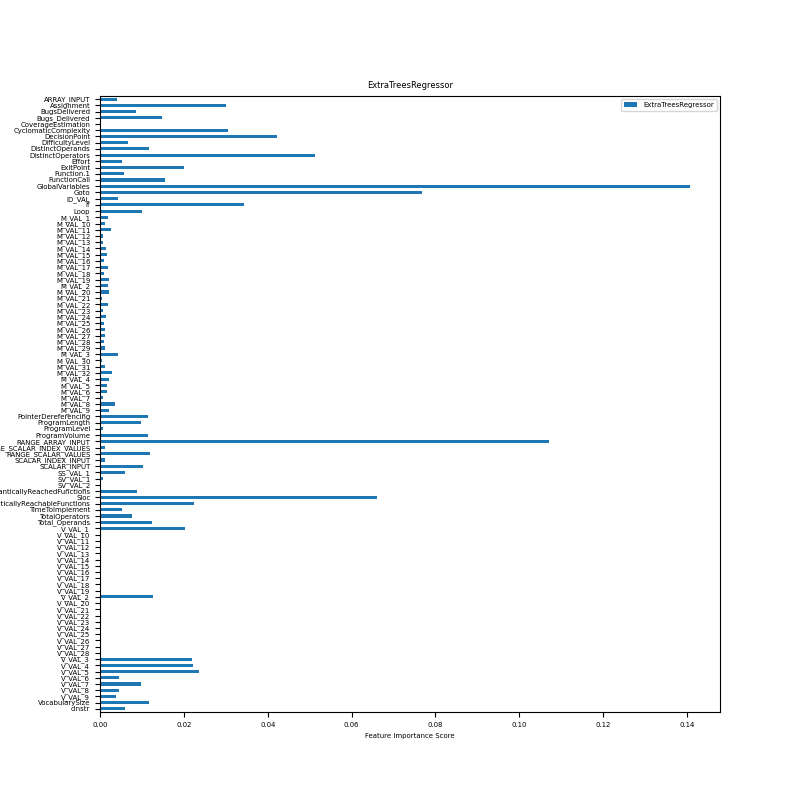 ExtraTreesRegressor
ExtraTreesRegressor
ARRAY_INPUT
Assignment
BugsDelivered
Bugs_Delivered
CoverageEstimation
CyclomaticComplexity
DecisionPoint
DifficultyLevel
DistinctOperands
DistinctOperators
Effort
ExitPoint
Function.1
FunctionCall
GlobalVariables
Goto
ID_VAL
If
Loop
M_VAL_1
M_VAL_10
M_VAL_11
M_VAL_12
M_VAL_13
M_VAL_14
M_VAL_15
M_VAL_16
M_VAL_17
M_VAL_18
M_VAL_19
M_VAL_2
M_VAL_20
M_VAL_21
M_VAL_22
M_VAL_23
M_VAL_24
M_VAL_25
M_VAL_26
M_VAL_27
M_VAL_28
M_VAL_29
M_VAL_3
M_VAL_30
M_VAL_31
M_VAL_32
M_VAL_4
M_VAL_5
M_VAL_6
M_VAL_7
M_VAL_8
M_VAL_9
PointerDereferencing
ProgramLength
ProgramLevel
ProgramVolume
RANGE_ARRAY_INPUT
E_SCALAR_INDEX_VALUES
RANGE_SCALAR_VALUES
SCALAR_INDEX_INPUT
SCALAR_INPUT
SS_VAL_1
SV_VAL_1
SV_VAL_2
anticallyReachedFunctions
Sloc
ticallyReachableFunctions
TimeToImplement
TotalOperators
Total_Operands
V_VAL_1
V_VAL_10
V_VAL_11
V_VAL_12
V_VAL_13
V_VAL_14
V_VAL_15
V_VAL_16
V_VAL_17
V_VAL_18
V_VAL_19
V_VAL_2
V_VAL_20
V_VAL_21
V_VAL_22
V_VAL_23
V_VAL_24
V_VAL_25
V_VAL_26
V_VAL_27
V_VAL_28
V_VAL_3
V_VAL_4
V_VAL_5
V_VAL_6
V_VAL_7
V_VAL_8
V_VAL_9
VocabularySize
cinstr
0.00 0.02 0.04 0.06 0.08 0.10 0.12 0.14
Feature Importance Score